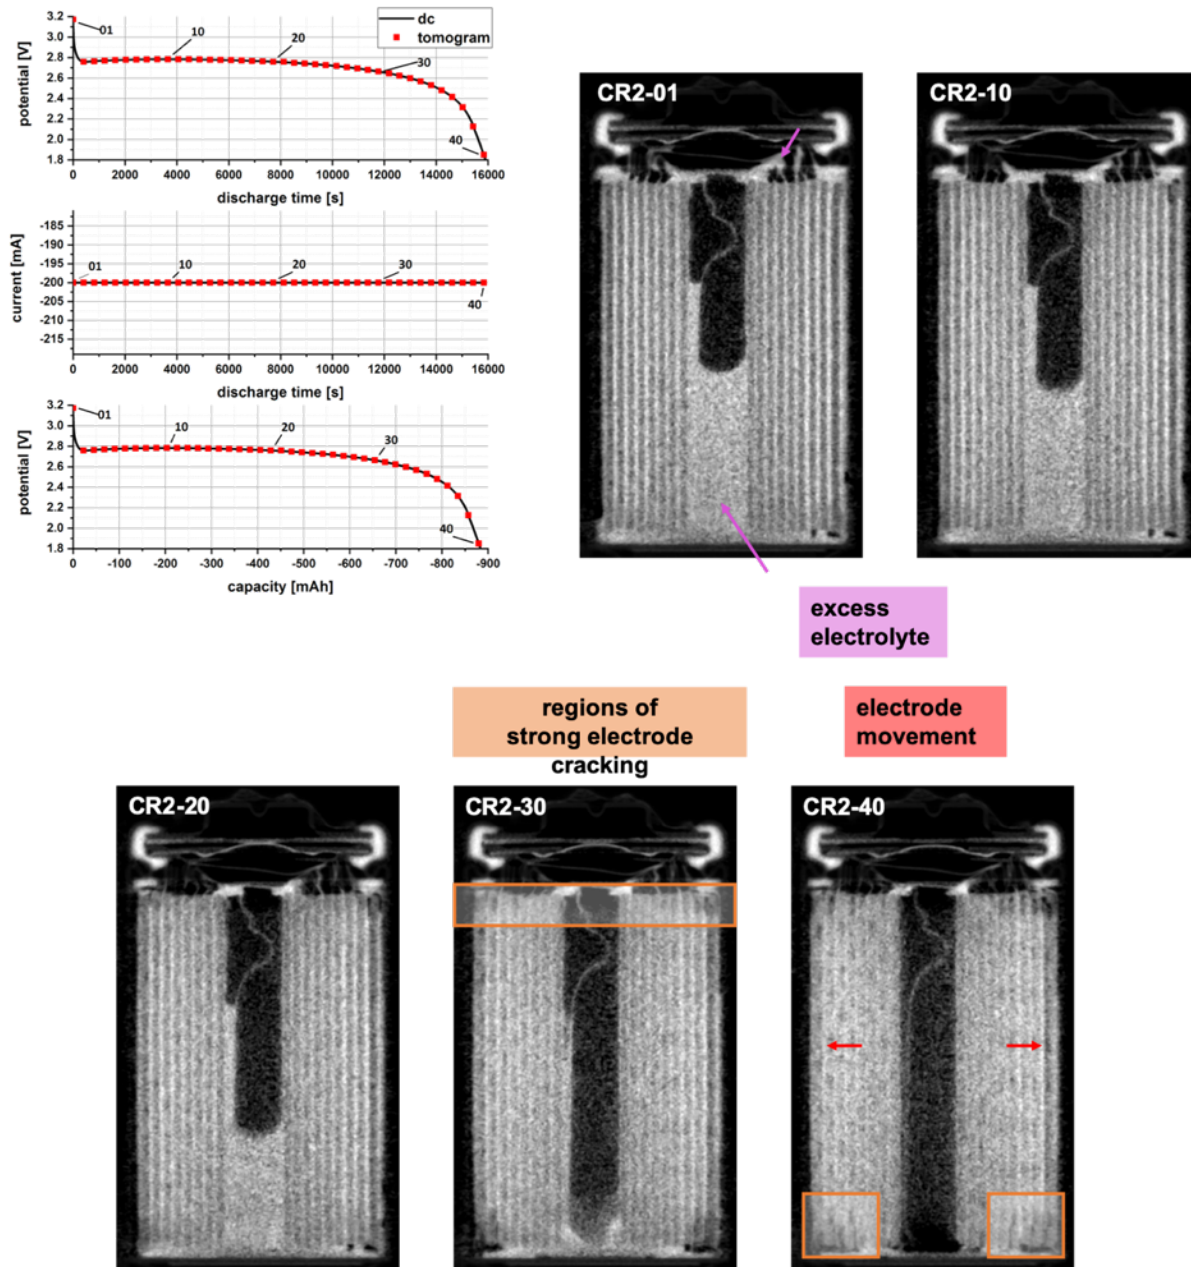 3.2
3.0
2.8
2.6
2.4
2.2
2.0
1.8
potential [V]
01
10
20
30
40
dc
tomogram
0 2000 4000 6000 8000 10000 12000 14000 16000
discharge time [s]
-185
-190
-195
-200
-205
-210
-215
current [mA]
01
10
20
30
40
0 2000 4000 6000 8000 10000 12000 14000 16000
discharge time [s]
3.2
3.0
2.8
2.6
2.4
2.2
2.0
1.8
potential [V]
01
10
20
30
40
0 -100 -200 -300 -400 -500 -600 -700 -800 -900
capacity [mAh]
CR2-01
CR2-10
excess
electrolyte
regions of
strong electrode
cracking
electrode
movement
CR2-20
CR2-30
CR2-40